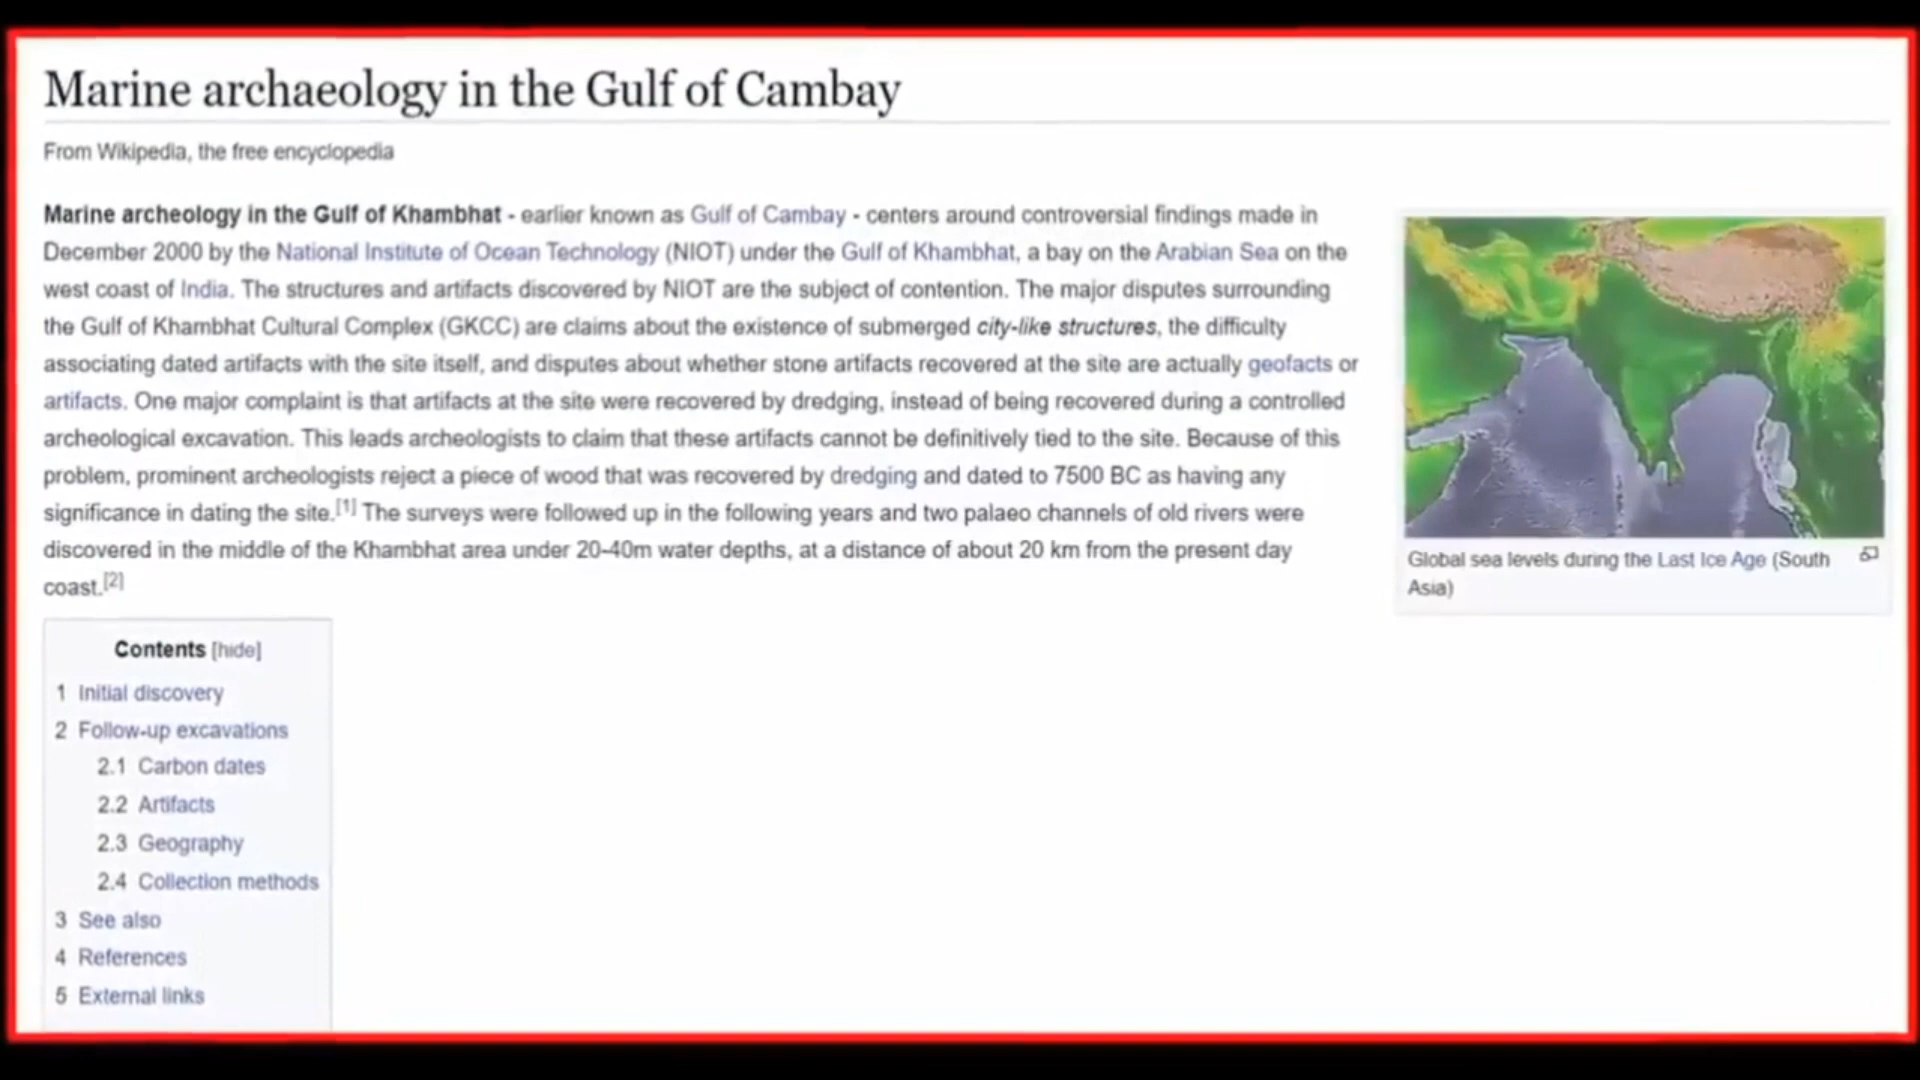 Marine archaeology in the Gulf of Cambay
From Wikipedia, the free encyclopedia
Marine archeology in the Gulf of Khambhat - earlier known as Gulf of Cambay - centers around controversial findings made in
December 2000 by the National Institute of Ocean Technology (NIOT) under the Gulf of Khambhat, a bay on the Arabian Sea on the
west coast of India. The structures and artifacts discovered by NIOT are the subject of contention. The major disputes surrounding
the Gulf of Khambhat Cultural Complex (GKCC) are claims about the existence of submerged city-like structures, the difficulty
associating dated artifacts with the site itself, and disputes about whether stone artifacts recovered at the site are actually geofacts or
artifacts. One major complaint is that artifacts at the site were recovered by dredging, instead of being recovered during a controlled
archeological excavation. This leads archeologists to claim that these artifacts cannot be definitively tied to the site. Because of this
problem, prominent archeologists reject a piece of wood that was recovered by dredging and dated to 7500 BC as having any
significance in dating the site.[1] The surveys were followed up in the following years and two palaeo channels of old rivers were
discovered in the middle of the Khambhat area under 20-40m water depths, at a distance of about 20 km from the present day
coast.[2]
Global sea levels during the Last Ice Age (South
Asia)
Contents [hide]
1 Initial discovery
2 Follow-up excavations
2.1 Carbon dates
2.2 Artifacts
2.3 Geography
2.4 Collection methods
3 See also
4 References
5 External links